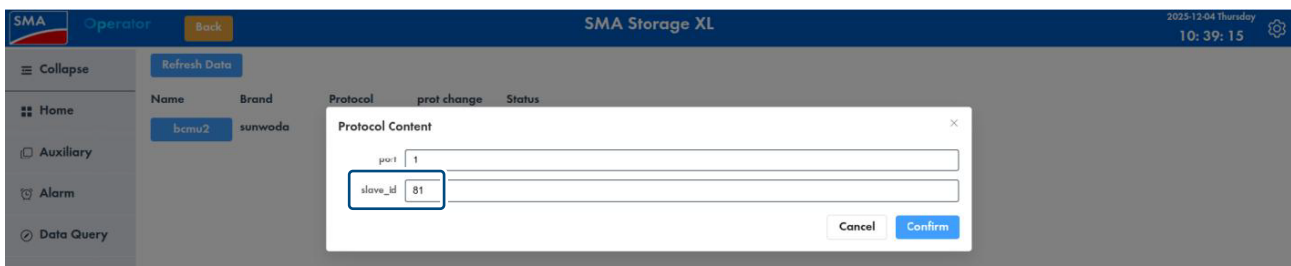 SMA
Operator
Back
SMA Storage XL
2025-12-04 Thursday
10: 39: 15
Collapse
Refresh Data
Home
Name Brand Protocol prot change Status
bcmu2 sunwoda
Protocol Content
port 1
Auxiliary
slave_id 81
Alarm
Cancel Confirm
Data Query